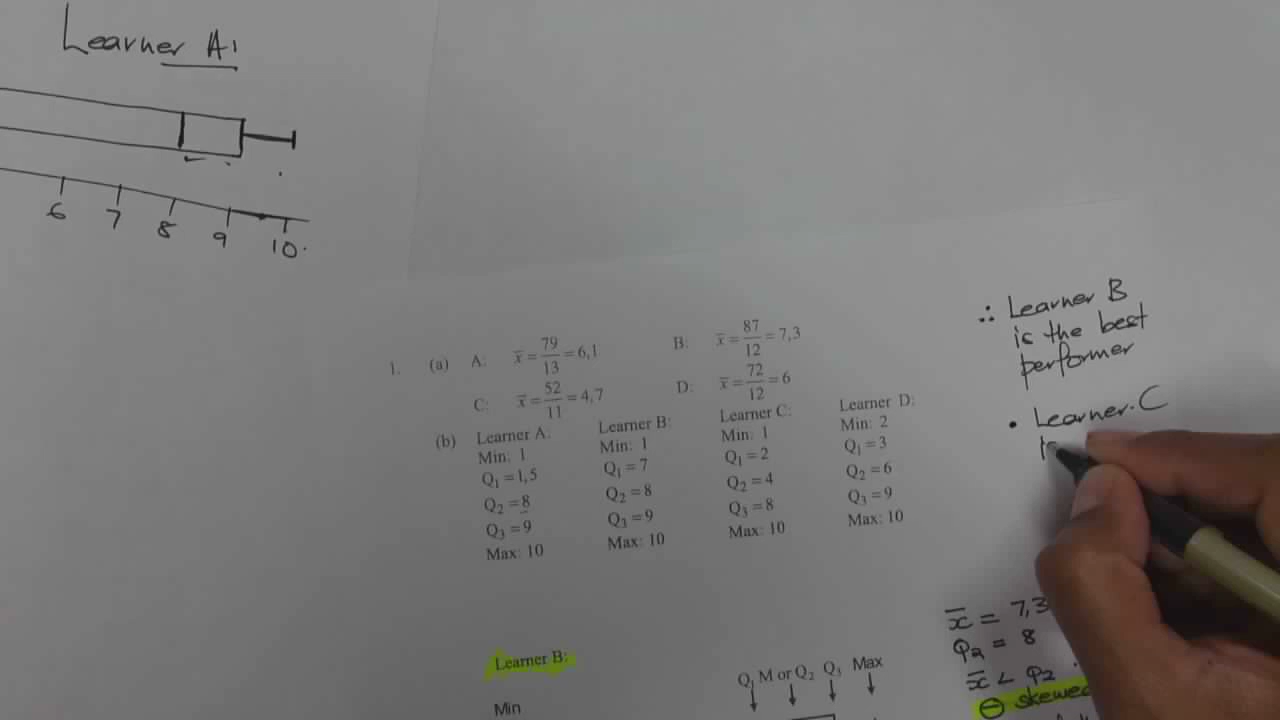 Learner A:
6 7 8 9 10
∴ Learner B
is the best
performer
• Learner C
is
1. (a) A: x̄ = 79/13 = 6,1 B: x̄ = 87/12 = 7,3
C: x̄ = 52/11 = 4,7 D: x̄ = 72/12 = 6
(b) Learner A: Learner B: Learner C: Learner D:
Min: 1 Min: 1 Min: 1 Min: 2
Q₁ = 1,5 Q₁ = 7 Q₁ = 2 Q₁ = 3
Q₂ = 8 Q₂ = 8 Q₂ = 4 Q₂ = 6
Q₃ = 9 Q₃ = 9 Q₃ = 8 Q₃ = 9
Max: 10 Max: 10 Max: 10 Max: 10
x̄ = 7,3
Q₂ = 8
x̄ < Q₂
⊖ skewed
Learner B:
Q₁ M or Q₂ Q₃ Max
Min